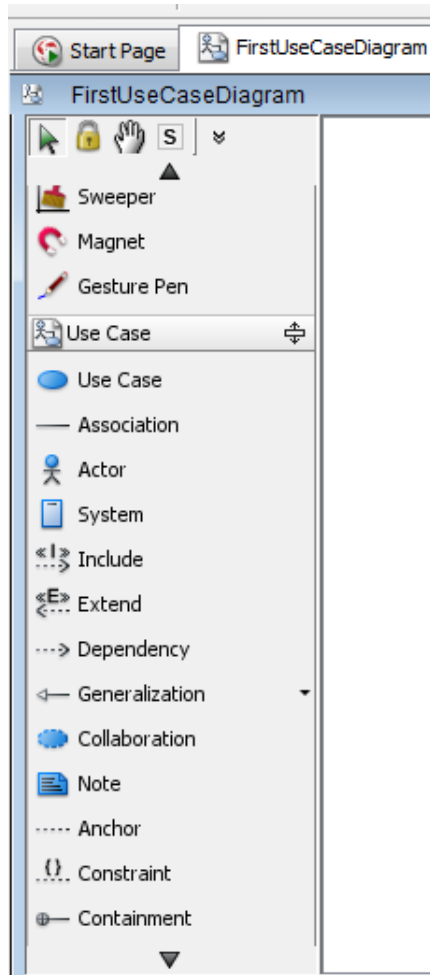 Start Page
FirstUseCaseDiagram
FirstUseCaseDiagram
S
Sweeper
Magnet
Gesture Pen
Use Case
Use Case
Association
Actor
System
«I» Include
«E» Extend
Dependency
Generalization
Collaboration
Note
Anchor
{} Constraint
Containment